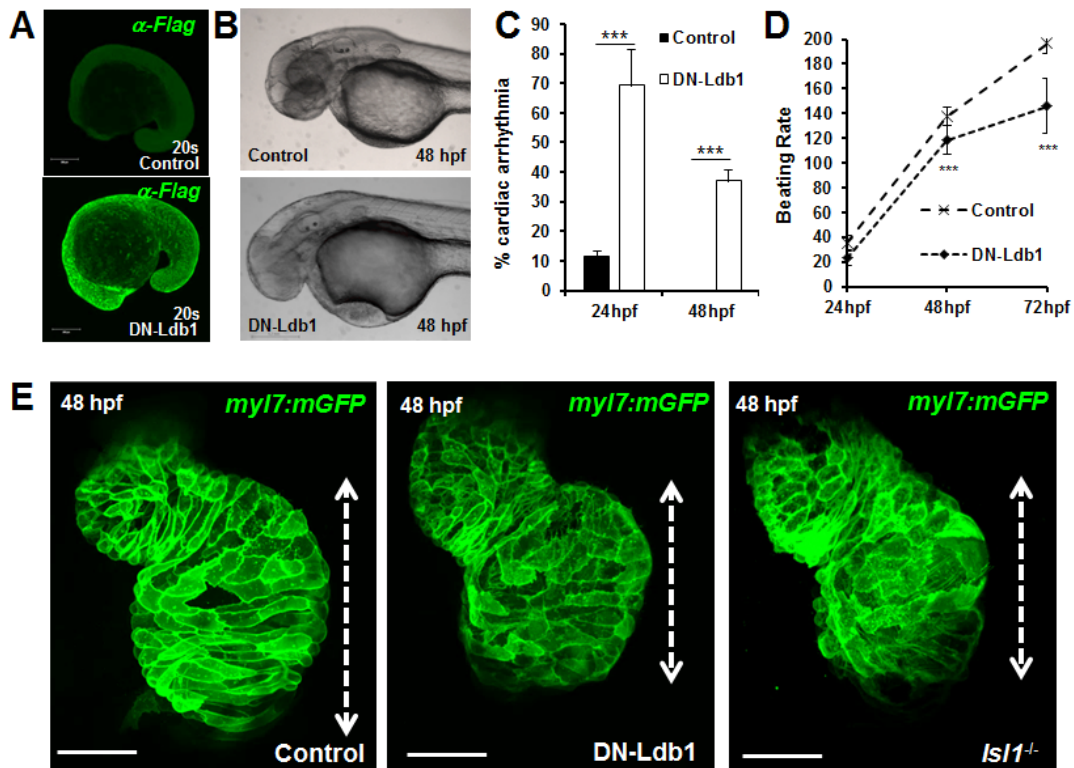 A
α-Flag
20s
Control
α-Flag
20s
DN-Ldb1
B
Control
48 hpf
DN-Ldb1
48 hpf
C
% cardiac arrhythmia
90
80
70
60
50
40
30
20
10
0
***
***
Control
DN-Ldb1
24hpf
48hpf
D
Beating Rate
200
180
160
140
120
100
80
60
40
20
0
***
***
Control
DN-Ldb1
24hpf
48hpf
72hpf
E
48 hpf
myl7:mGFP
Control
48 hpf
myl7:mGFP
DN-Ldb1
48 hpf
myl7:mGFP
Isl1-/-